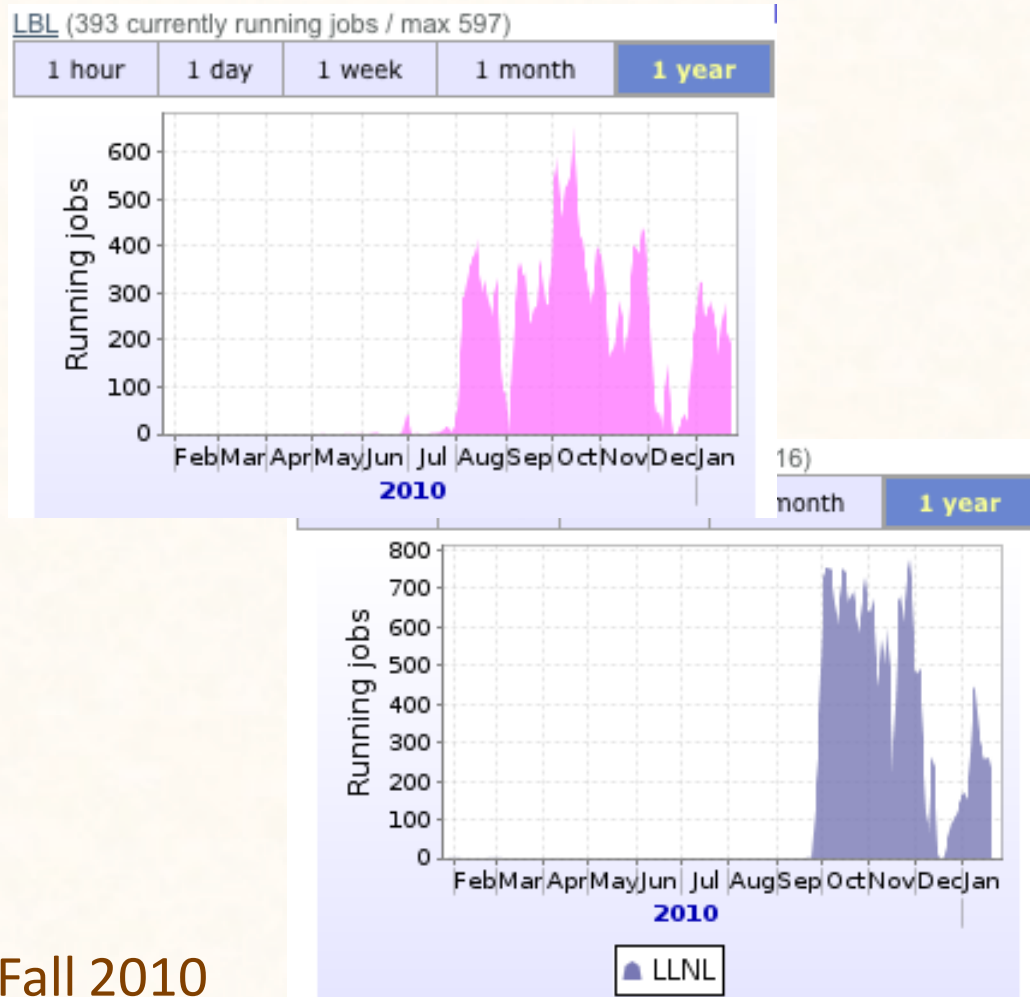 LBL (393 currently running jobs / max 597)
1 hour 1 day 1 week 1 month 1 year
Running jobs
600
500
400
300
200
100
0
Feb Mar Apr May Jun Jul Aug Sep Oct Nov Dec Jan
2010
16)
month 1 year
Running jobs
800
700
600
500
400
300
200
100
0
Feb Mar Apr May Jun Jul Aug Sep Oct Nov Dec Jan
2010
LLNL
Fall 2010